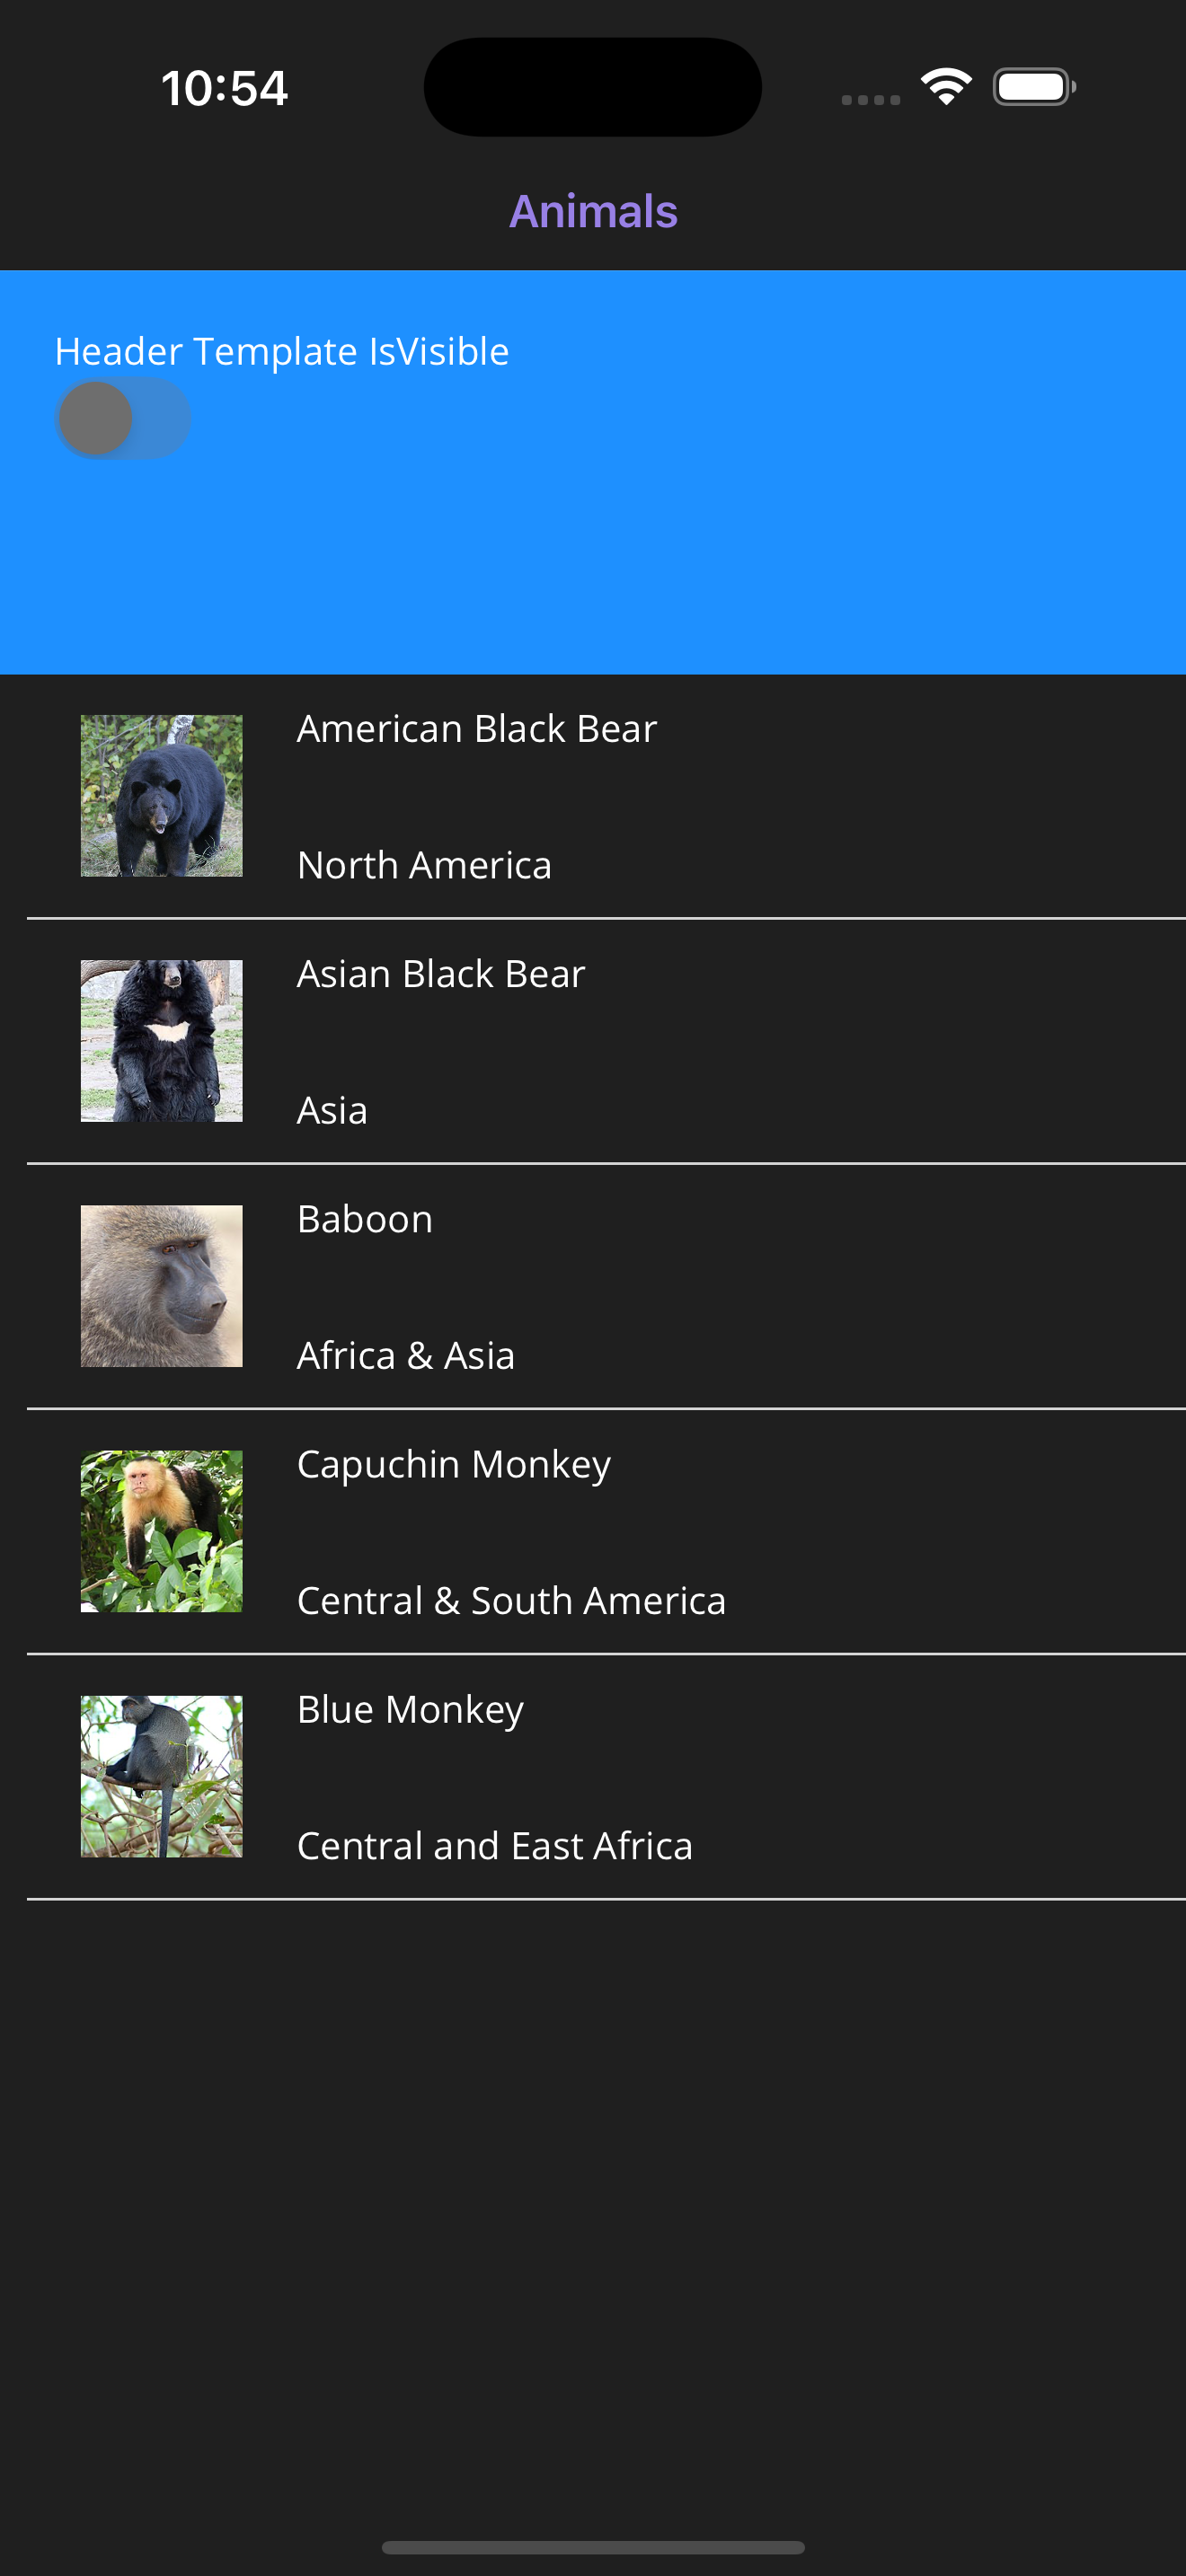 10:54
Animals
Header Template IsVisible
American Black Bear
North America
Asian Black Bear
Asia
Baboon
Africa & Asia
Capuchin Monkey
Central & South America
Blue Monkey
Central and East Africa